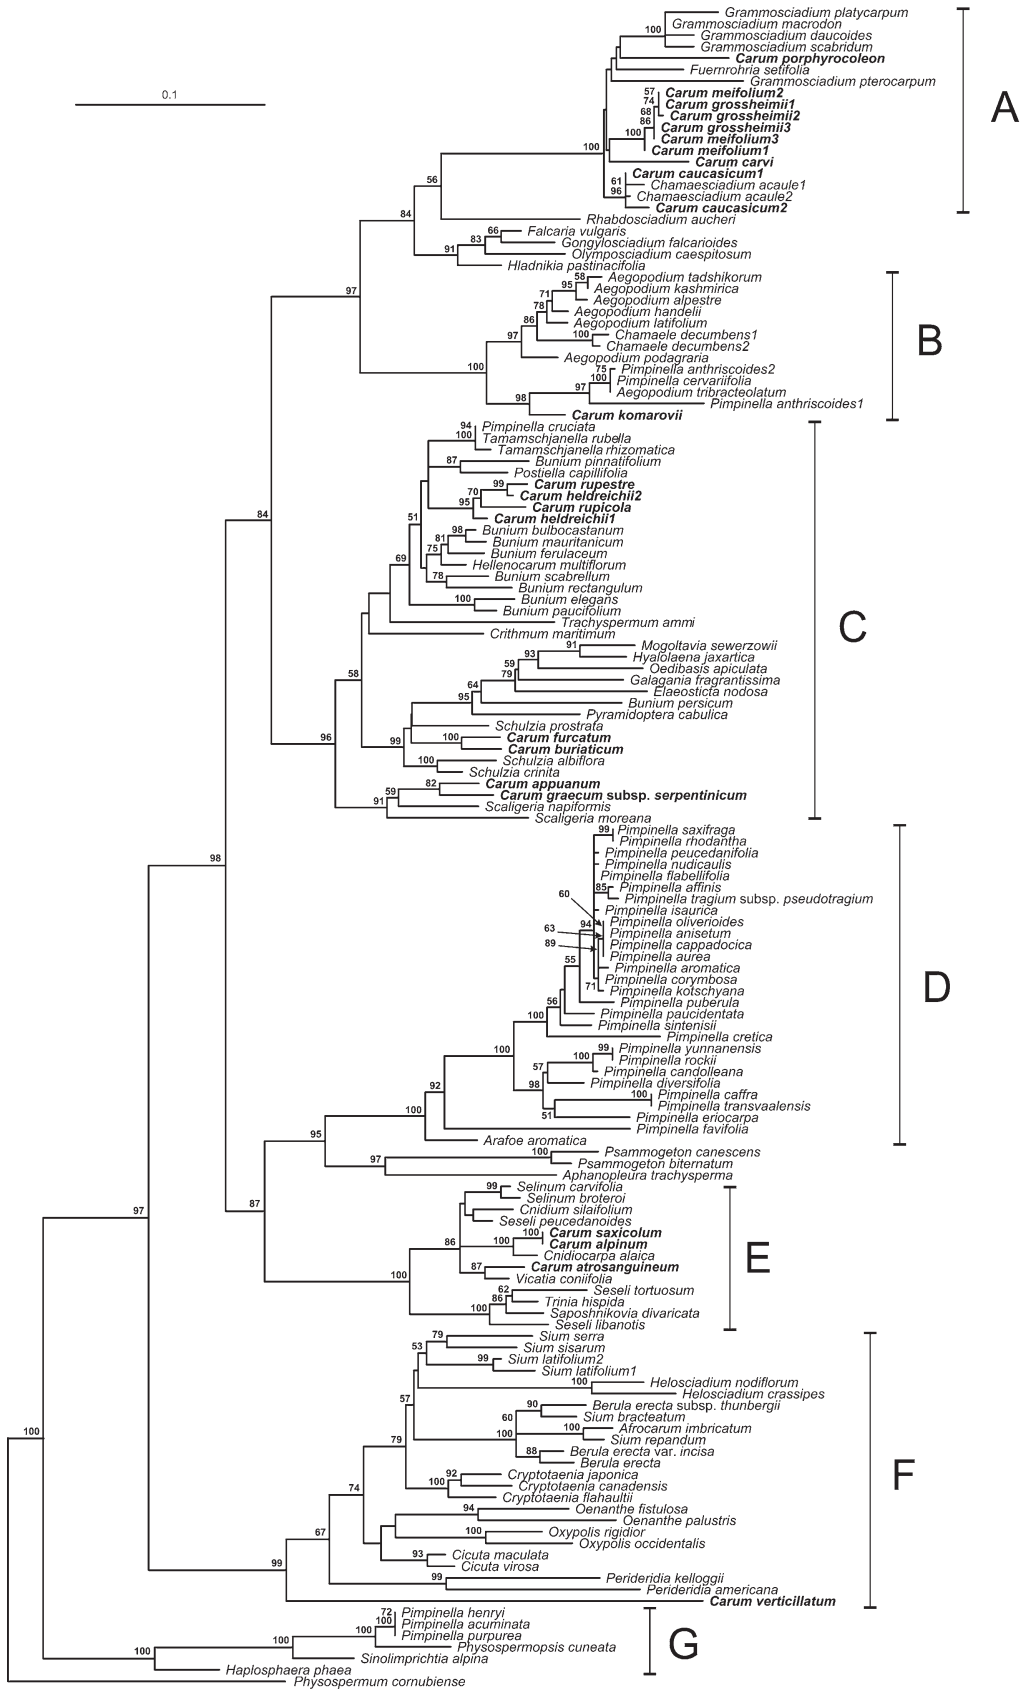 Grammosciadium platycarpum
Grammosciadium macrodon
100 Grammosciadium daucoides
Grammosciadium scabridum
Carum porphyrocoleon
Fuernrohria setifolia
Grammosciadium pterocarpum
0.1
57 Carum meifolium2
74 Carum grossheimii1
68 Carum grossheimii2
86 Carum grossheimii3
100 Carum meifolium3
Carum meifolium1
A
100 Carum carvi
Carum caucasicum1
61 Chamaesciadium acaule1
96 Chamaesciadium acaule2
Carum caucasicum2
56
84 Rhabdosciadium aucheri
66 Falcaria vulgaris
83 Gongylosciadium falcarioides
91 Olymposciadium caespitosum
Hladnikia pastinacifolia
97
58 Aegopodium tadshikorum
95 Aegopodium kashmirica
71 Aegopodium alpestre
78 Aegopodium handelii
86 Aegopodium latifolium
97 100 Chamaele decumbens1
Chamaele decumbens2
B
100 Aegopodium podagraria
75 Pimpinella anthriscoides2
100 Pimpinella cervariifolia
97 Aegopodium tribracteolatum
98 Pimpinella anthriscoides1
Carum komarovii
94 Pimpinella cruciata
100 Tamamschjanella rubella
Tamamschjanella rhizomatica
87 Bunium pinnatifolium
Postiella capillifolia
99 Carum rupestre
70 Carum heldreichii2
95 Carum rupicola
51 Carum heldreichii1
98 Bunium bulbocastanum
81 Bunium mauritanicum
75 Bunium ferulaceum
69 Hellenocarum multiflorum
78 Bunium scabrellum
Bunium rectangulum
100 Bunium elegans
Bunium paucifolium
Trachyspermum ammi
Crithmum maritimum
C
84
58
91 Mogoltavia sewerzowii
93 Hyalolaena jaxartica
59 Oedibasis apiculata
79 Galagania fragrantissima
64 Elaeosticta nodosa
95 Bunium persicum
Pyramidoptera cabulica
96 99 Schulzia prostrata
100 Carum furcatum
Carum buriaticum
100 Schulzia albiflora
Schulzia crinita
82 Carum appuanum
59 Carum graecum subsp. serpentinicum
91 Scaligeria napiformis
Scaligeria moreana
98
99 Pimpinella saxifraga
Pimpinella rhodantha
Pimpinella peucedanifolia
Pimpinella nudicaulis
Pimpinella flabellifolia
85 Pimpinella affinis
60 Pimpinella tragium subsp. pseudotragium
Pimpinella isaurica
94 Pimpinella oliverioides
63 Pimpinella anisetum
89 Pimpinella cappadocica
Pimpinella aurea
55 Pimpinella aromatica
Pimpinella corymbosa
71 Pimpinella kotschyana
Pimpinella puberula
56 Pimpinella paucidentata
100 Pimpinella sintenisii
Pimpinella cretica
D
100 99 Pimpinella yunnanensis
100 Pimpinella rockii
57 Pimpinella candolleana
98 Pimpinella diversifolia
100 Pimpinella caffra
Pimpinella transvaalensis
51 Pimpinella eriocarpa
92 Pimpinella favifolia
100 Arafoe aromatica
95 100 Psammogeton canescens
97 Psammogeton biternatum
Aphanopleura trachysperma
87
99 Selinum carvifolia
Selinum broteroi
Cnidium silaifolium
Seseli peucedanoides
100 Carum saxicolum
100 Carum alpinum
86 Cnidiocarpa alaica
87 Carum atrosanguineum
Vicatia coniifolia
100 62 Seseli tortuosum
86 Trinia hispida
100 Saposhnikovia divaricata
Seseli libanotis
E
97
79 Sium serra
53 Sium sisarum
99 Sium latifolium2
Sium latifolium1
100 Helosciadium nodiflorum
57 Helosciadium crassipes
90 Berula erecta subsp. thunbergii
60 Sium bracteatum
100 100 Afrocarum imbricatum
Sium repandum
88 Berula erecta var. incisa
79 Berula erecta
92 Cryptotaenia japonica
100 Cryptotaenia canadensis
Cryptotaenia flahaultii
74 94 Oenanthe fistulosa
Oenanthe palustris
100 Oxypolis rigidior
67 Oxypolis occidentalis
93 Cicuta maculata
Cicuta virosa
99 99 Perideridia kelloggii
Perideridia americana
Carum verticillatum
F
100
72 Pimpinella henryi
100 Pimpinella acuminata
100 Pimpinella purpurea
100 Physospermopsis cuneata
100 Sinolimprichtia alpina
Haplosphaera phaea
Physospermum cornubiense
G